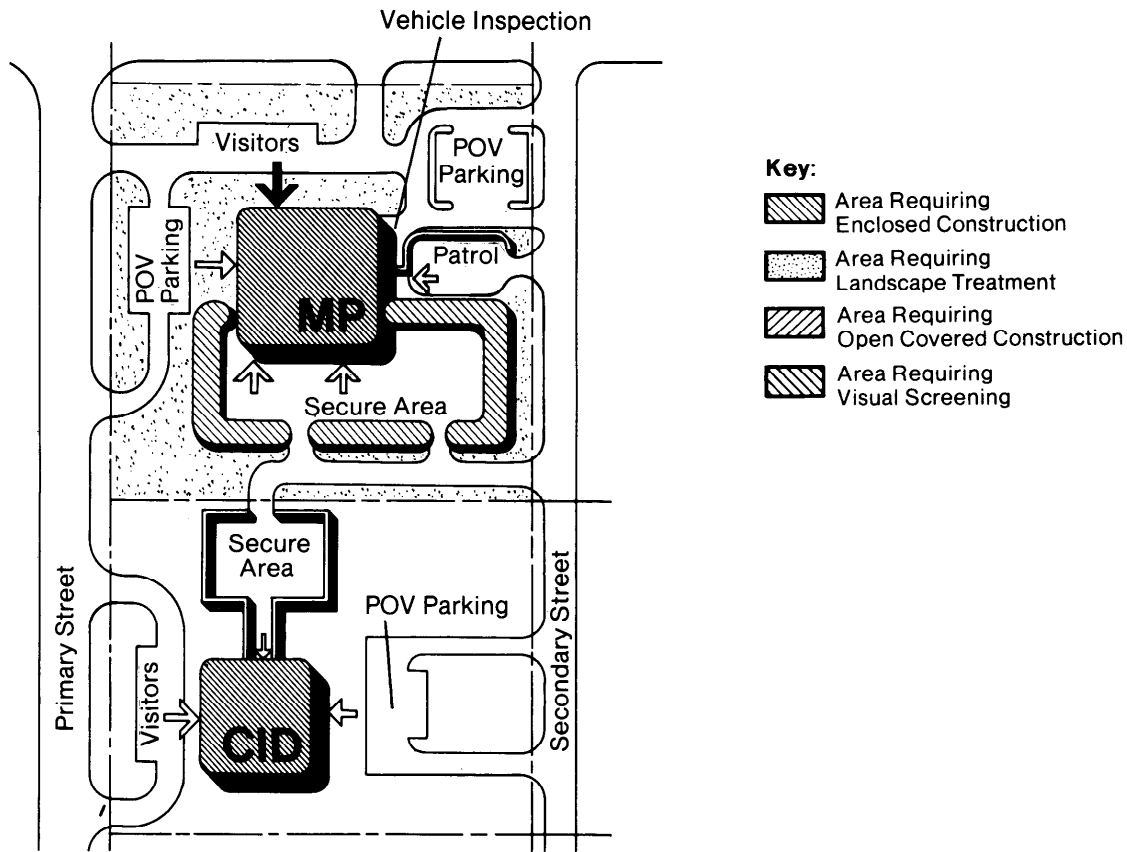 Vehicle Inspection
Visitors
POV
Parking
POV
Parking
Patrol
MP
Secure Area
Secure
Area
POV Parking
Visitors
CID
Primary Street
Secondary Street
Key:
Area Requiring
Enclosed Construction
Area Requiring
Landscape Treatment
Area Requiring
Open Covered Construction
Area Requiring
Visual Screening